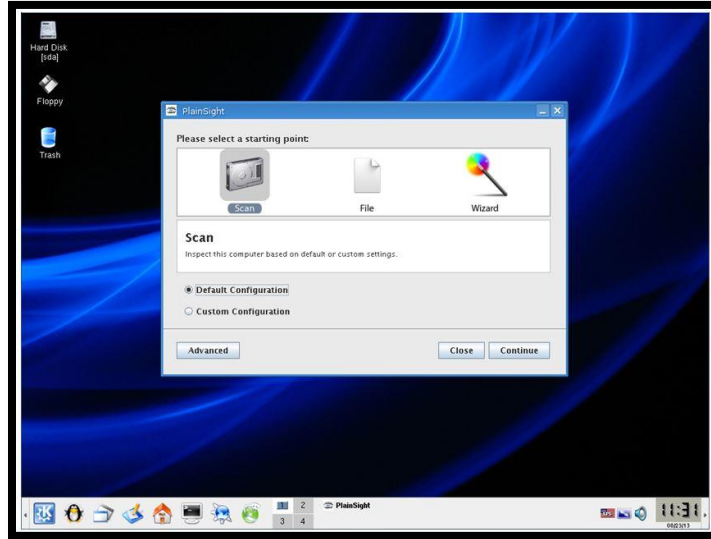 Hard Disk
[sda]
Floppy
Trash
PlainSight
Please select a starting point:
Scan
File
Wizard
Scan
Inspect this computer based on default or custom settings.
Default Configuration
Custom Configuration
Advanced
Close
Continue
1
2
PlainSight
3
4
11:31